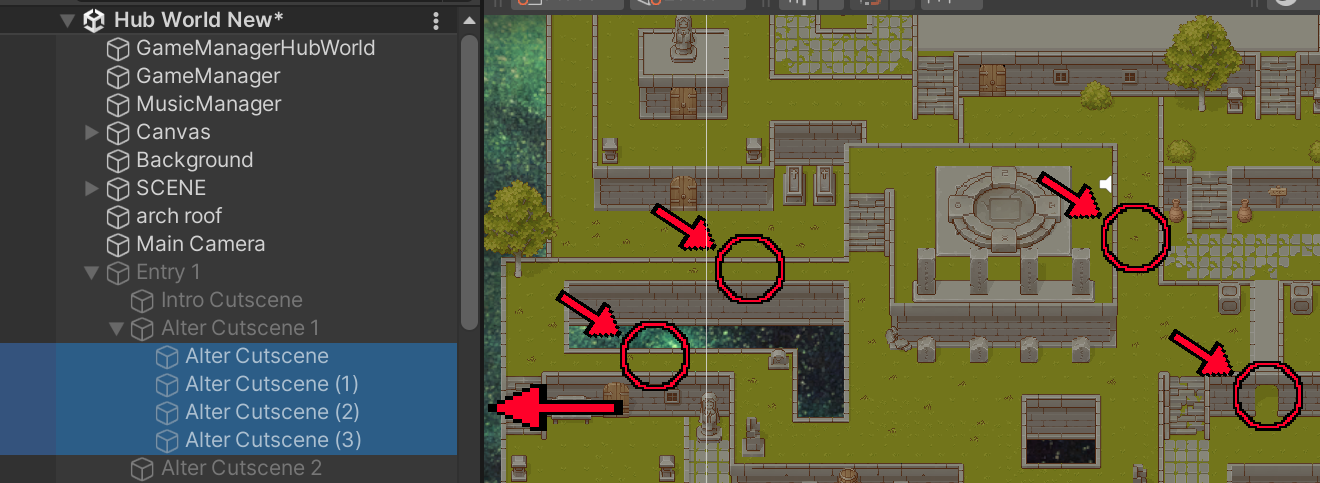 Hub World New*
GameManagerHubWorld
GameManager
MusicManager
Canvas
Background
SCENE
arch roof
Main Camera
Entry 1
Intro Cutscene
Alter Cutscene 1
Alter Cutscene
Alter Cutscene (1)
Alter Cutscene (2)
Alter Cutscene (3)
Alter Cutscene 2